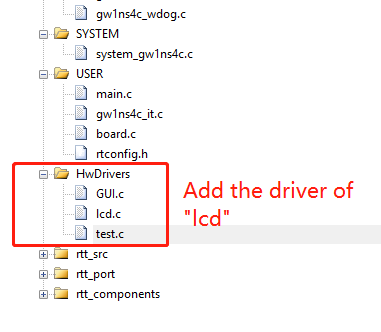 gw1ns4c_wdog.c
SYSTEM
system_gw1ns4c.c
USER
main.c
gw1ns4c_it.c
board.c
rtconfig.h
HwDrivers
GUI.c
lcd.c
test.c
Add the driver of
"lcd"
rtt_src
rtt_port
rtt_components